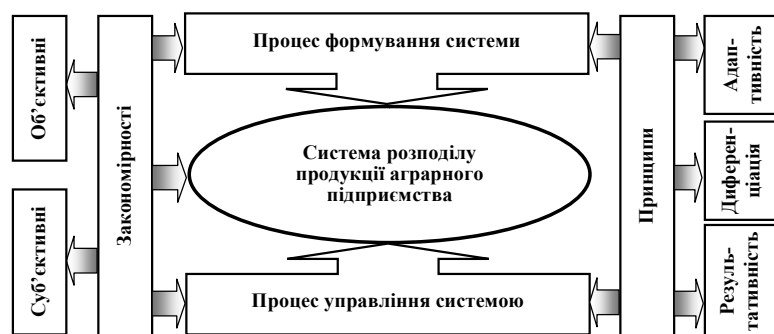 Об’єктивні
Суб’єктивні
Закономірності
Процес формування системи
Система розподілу
продукції аграрного
підприємства
Процес управління системою
Принципи
Адап-
тивність
Диферен-
ціація
Резуль-
тативність